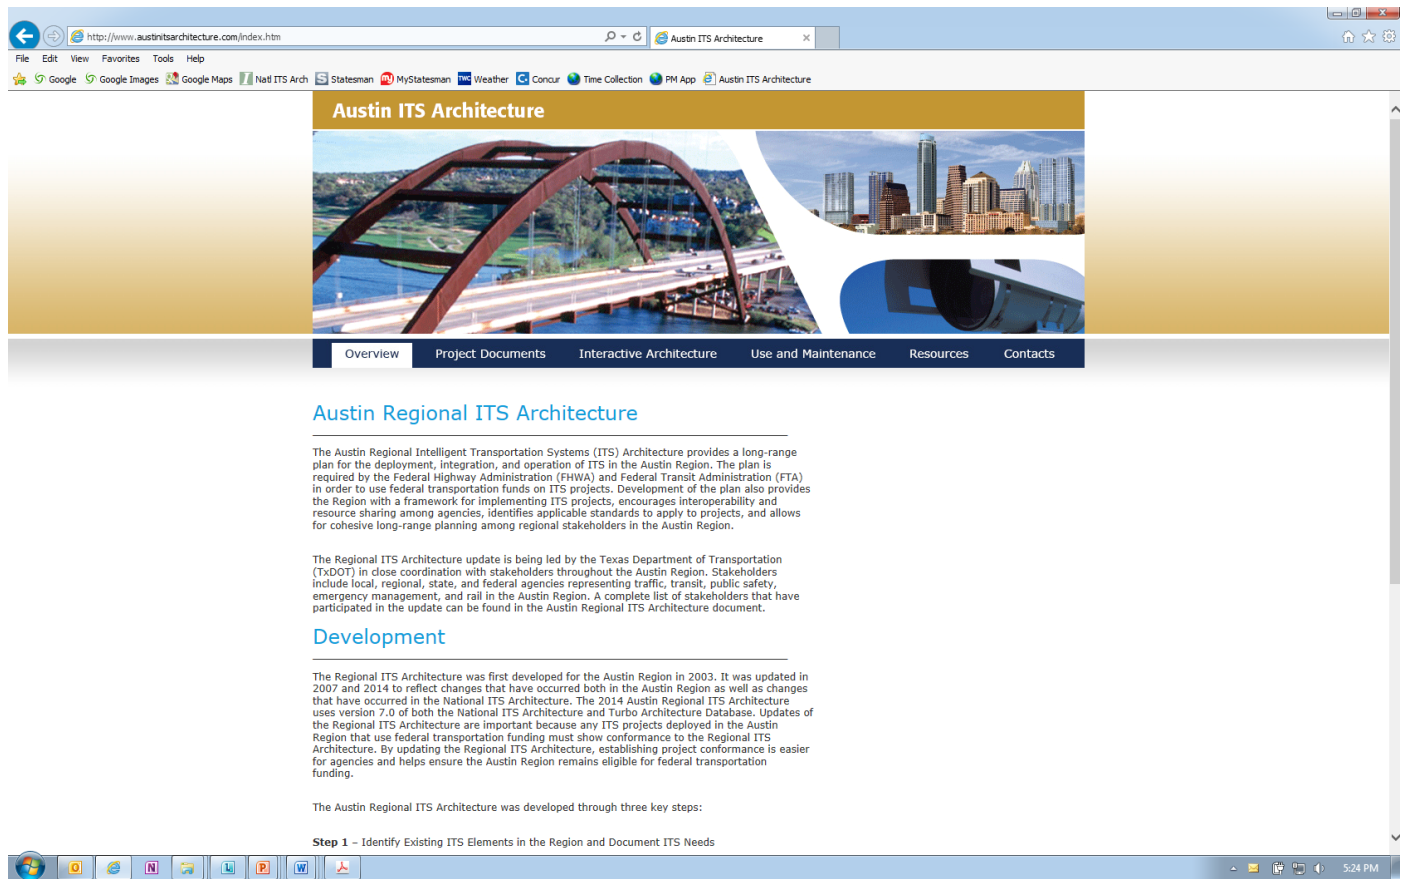 http://www.austinitsarchitecture.com/index.htm
Austin ITS Architecture
File Edit View Favorites Tools Help
Google Google Images Google Maps Natl ITS Arch Statesman MyStatesman Weather Concur Time Collection PM App Austin ITS Architecture
Austin ITS Architecture
Overview Project Documents Interactive Architecture Use and Maintenance Resources Contacts
Austin Regional ITS Architecture
The Austin Regional Intelligent Transportation Systems (ITS) Architecture provides a long-range
plan for the deployment, integration, and operation of ITS in the Austin Region. The plan is
required by the Federal Highway Administration (FHWA) and Federal Transit Administration (FTA)
in order to use federal transportation funds on ITS projects. Development of the plan also provides
the Region with a framework for implementing ITS projects, encourages interoperability and
resource sharing among agencies, identifies applicable standards to apply to projects, and allows
for cohesive long-range planning among regional stakeholders in the Austin Region.
The Regional ITS Architecture update is being led by the Texas Department of Transportation
(TxDOT) in close coordination with stakeholders throughout the Austin Region. Stakeholders
include local, regional, state, and federal agencies representing traffic, transit, public safety,
emergency management, and rail in the Austin Region. A complete list of stakeholders that have
participated in the update can be found in the Austin Regional ITS Architecture document.
Development
The Regional ITS Architecture was first developed for the Austin Region in 2003. It was updated in
2007 and 2014 to reflect changes that have occurred both in the Austin Region as well as changes
that have occurred in the National ITS Architecture. The 2014 Austin Regional ITS Architecture
uses version 7.0 of both the National ITS Architecture and Turbo Architecture Database. Updates of
the Regional ITS Architecture are important because any ITS projects deployed in the Austin
Region that use federal transportation funding must show conformance to the Regional ITS
Architecture. By updating the Regional ITS Architecture, establishing project conformance is easier
for agencies and helps ensure the Austin Region remains eligible for federal transportation
funding.
The Austin Regional ITS Architecture was developed through three key steps:
Step 1 – Identify Existing ITS Elements in the Region and Document ITS Needs
5:24 PM